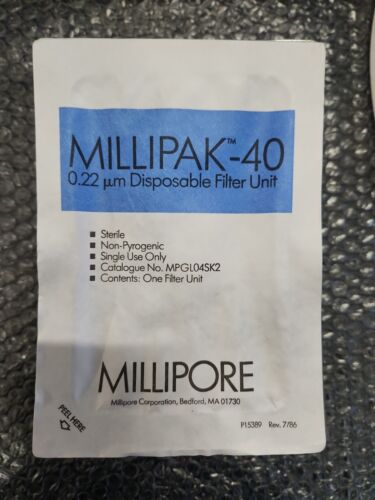 MILLIPAK™-40
0.22 µm Disposable Filter Unit
■ Sterile
■ Non-Pyrogenic
■ Single Use Only
■ Catalogue No. MPGL04SK2
■ Contents: One Filter Unit
MILLIPORE
Millipore Corporation, Bedford, MA 01730
PEEL HERE
P15389 Rev. 7/86